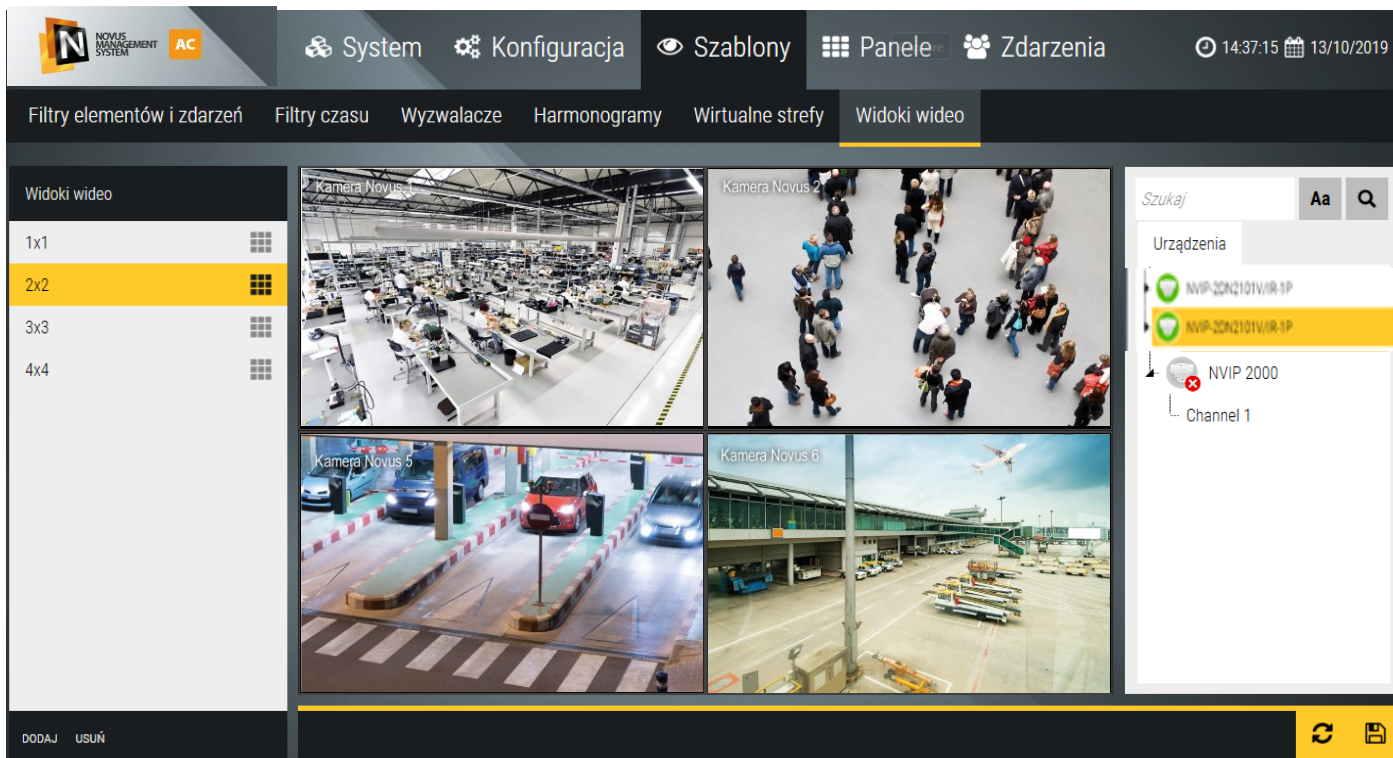 NOVUS
MANAGEMENT
SYSTEM
AC
System Konfiguracja Szablony Panele Zdarzenia 14:37:15 13/10/2019
Filtry elementów i zdarzeń Filtry czasu Wyzwalacze Harmonogramy Wirtualne strefy Widoki wideo
Widoki wideo
1x1
2x2
3x3
4x4
Kamera Novus 1
Kamera Novus 2
Kamera Novus 5
Kamera Novus 6
Szukaj Aa
Urządzenia
NVIP-2DN2101V/IR-1P
NVIP-2DN2101V/IR-1P
NVIP 2000
Channel 1
DODAJ USUŃ